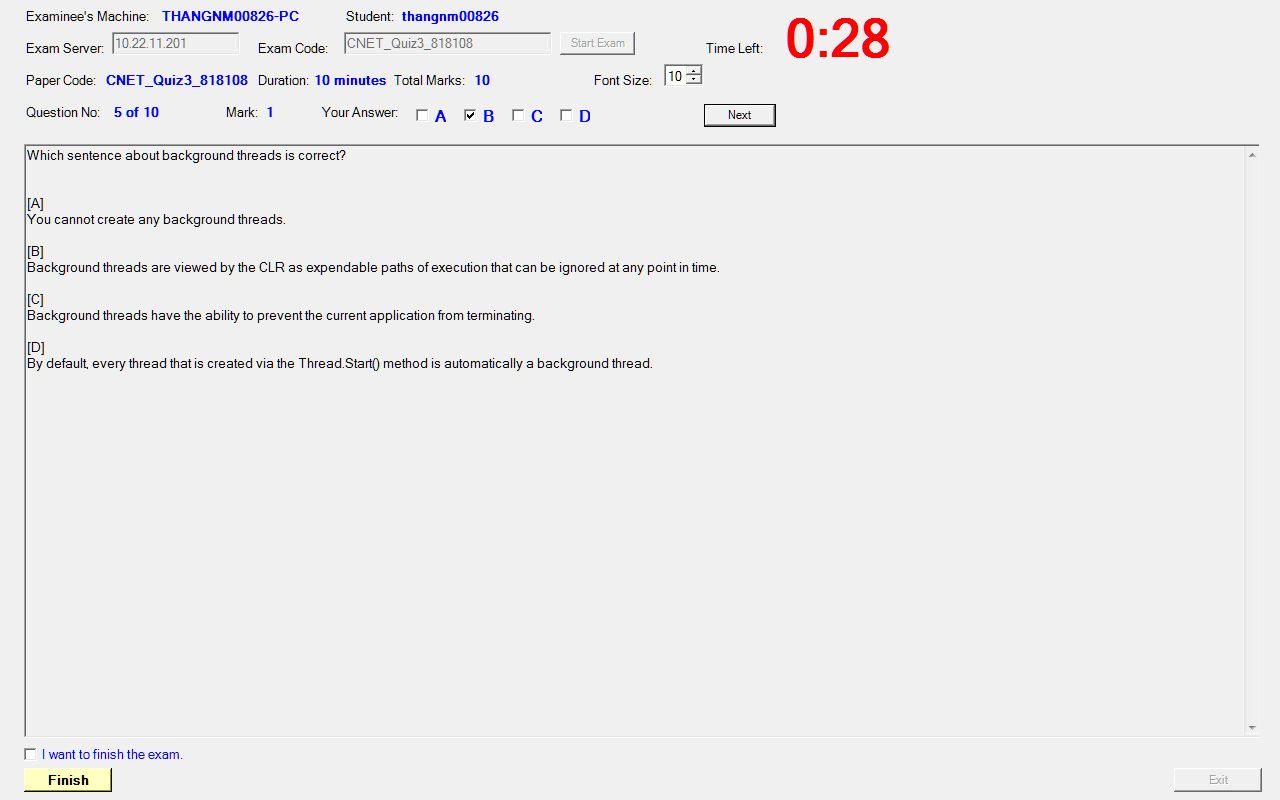 Examinee's Machine: THANGNM00826-PC Student: thangnm00826
Exam Server: 10.22.11.201 Exam Code: CNET_Quiz3_818108 Start Exam Time Left: 0:28
Paper Code: CNET_Quiz3_818108 Duration: 10 minutes Total Marks: 10 Font Size: 10
Question No: 5 of 10 Mark: 1 Your Answer: A B C D Next
Which sentence about background threads is correct?
[A]
You cannot create any background threads.
[B]
Background threads are viewed by the CLR as expendable paths of execution that can be ignored at any point in time.
[C]
Background threads have the ability to prevent the current application from terminating.
[D]
By default, every thread that is created via the Thread.Start() method is automatically a background thread.
I want to finish the exam.
Finish Exit